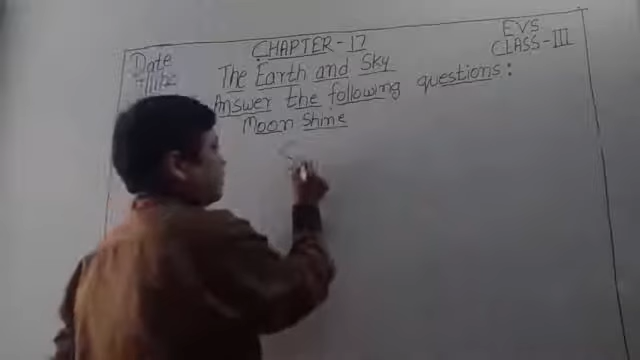 EVS
CLASS-III
Date
CHAPTER-17
The Earth and Sky
Answer the following questions:
Moon Shine
S